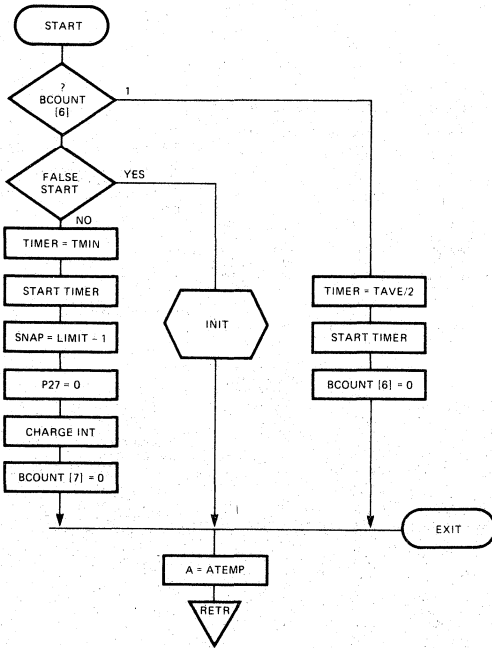 START
?
BCOUNT
[6]
1
FALSE
START
YES
NO
TIMER = TMIN
START TIMER
SNAP = LIMIT - 1
P27 = 0
CHARGE INT
BCOUNT [7] = 0
INIT
TIMER = TAVE/2
START TIMER
BCOUNT [6] = 0
EXIT
A = ATEMP
RETR